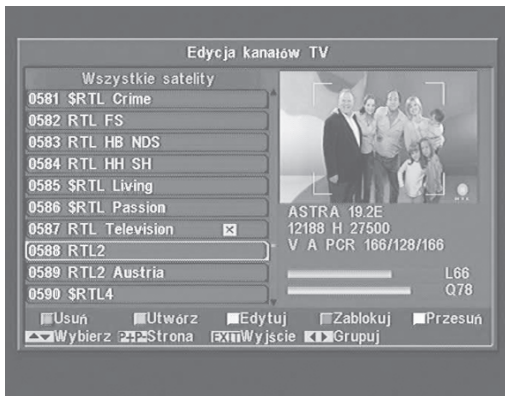 Edycja kanałów TV
Wszystkie satelity
0581 $RTL Crime
0582 RTL FS
0583 RTL HB NDS
0584 RTL HH SH
0585 $RTL Living
0586 $RTL Passion
0587 RTL Television
0588 RTL2
0589 RTL2 Austria
0590 $RTL4
ASTRA 19.2E
12188 H 27500
V A PCR 166/128/166
L66
Q78
Usuń Utwórz Edytuj Zablokuj Przesuń
Wybierz P+P-Strona EXIT Wyjście Grupuj